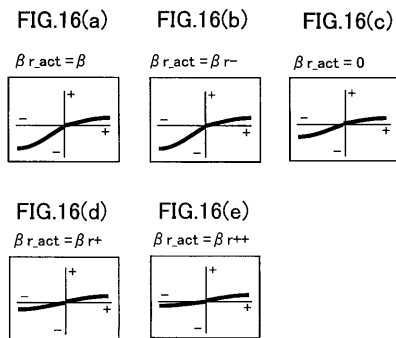 FIG.16(a)
β r_act = β
+
−
+
−
FIG.16(b)
β r_act = β r-
+
−
+
−
FIG.16(c)
β r_act = 0
+
−
+
−
FIG.16(d)
β r_act = β r+
+
−
+
−
FIG.16(e)
β r_act = β r++
+
−
+
−